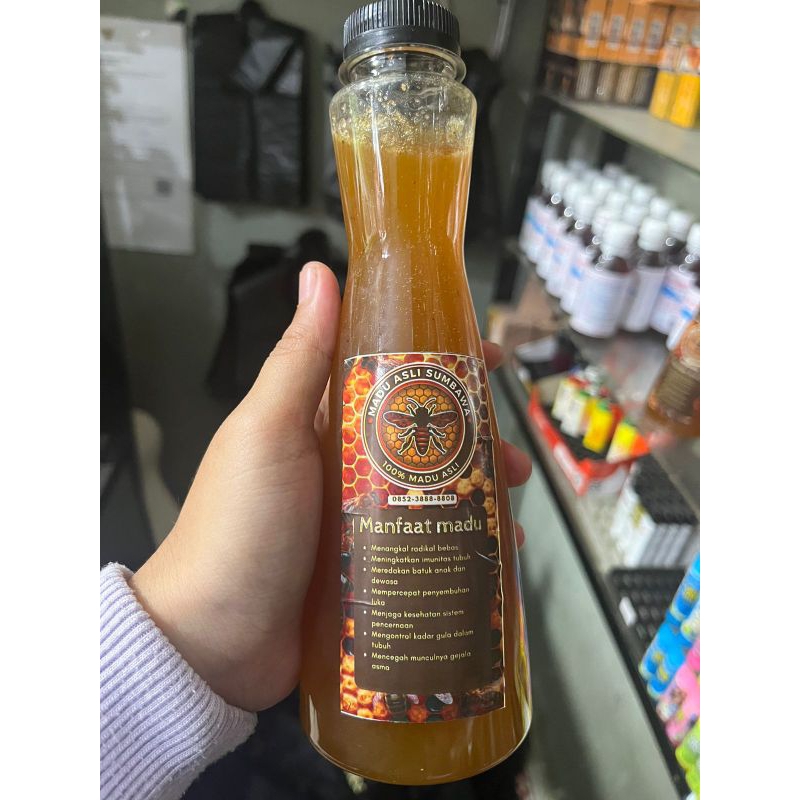 MADU ASLI SUMBAWA
100% MADU ASLI
0852-3888-8808
Manfaat madu
• Menangkal radikal bebas
• Meningkatkan imunitas tubuh
• Meredakan batuk anak dan
dewasa
• Mempercepat penyembuhan
luka
• Menjaga kesehatan sistem
pencernaan
• Mengontrol kadar gula dalam
tubuh
• Mencegah munculnya gejala
asma